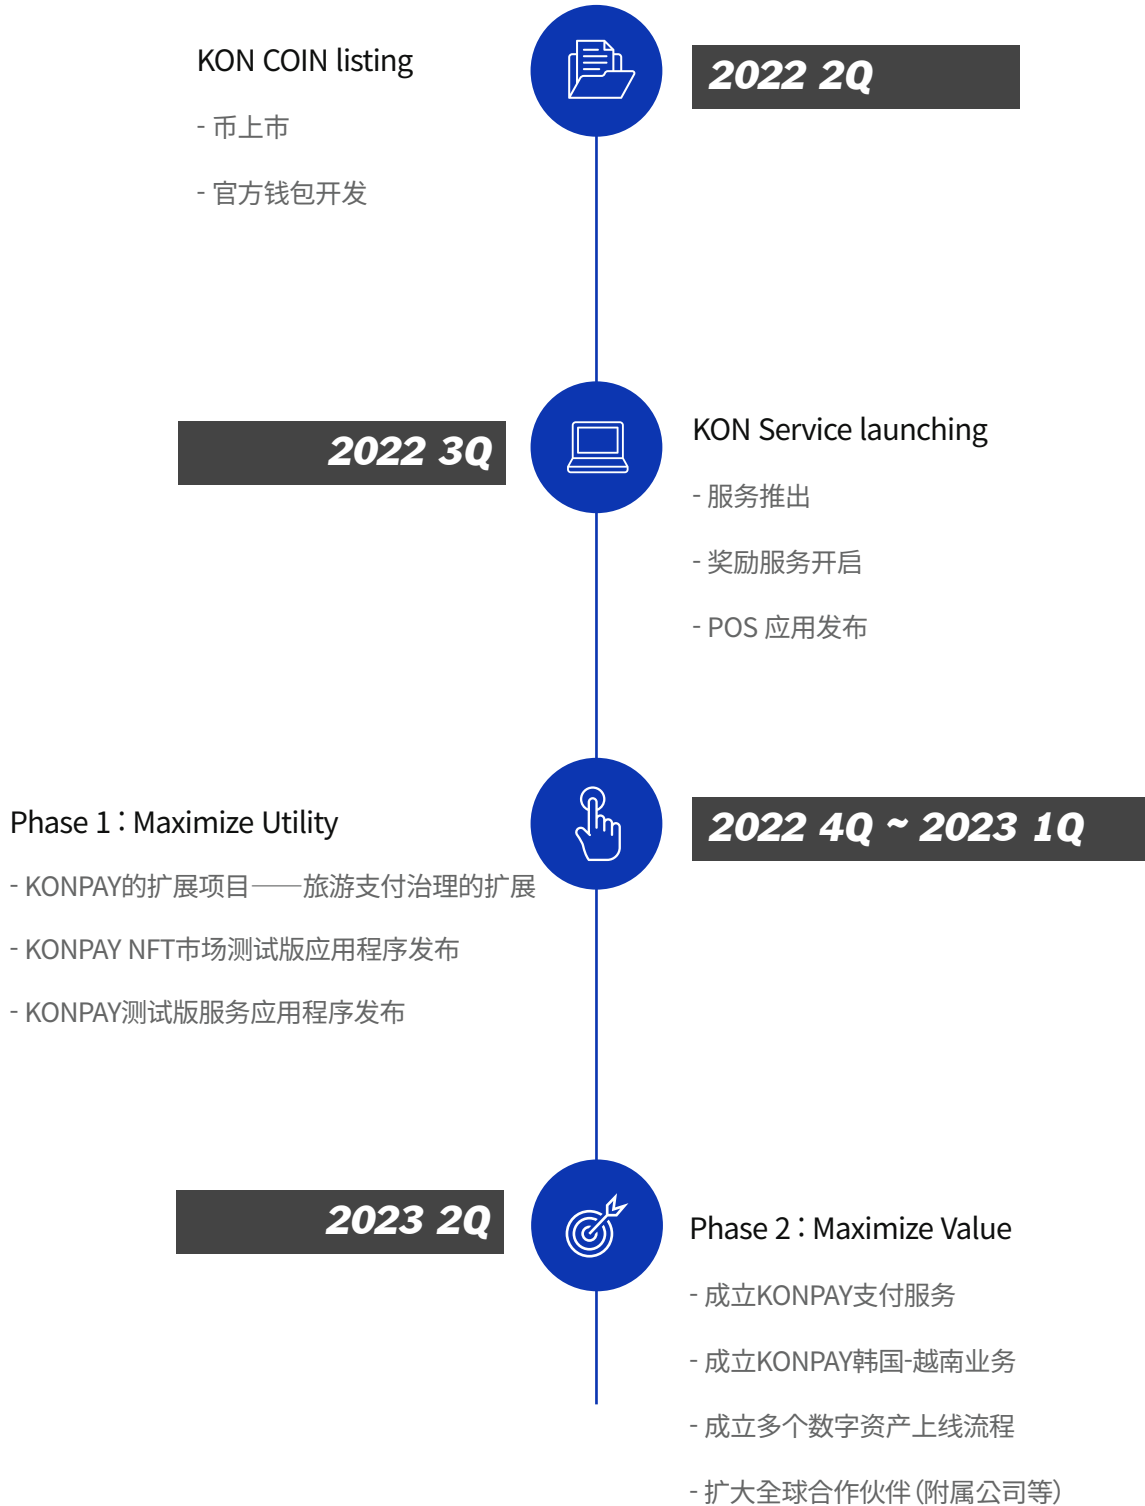 KON COIN listing
2022 2Q
- 币上市
- 官方钱包开发
2022 3Q
KON Service launching
- 服务推出
- 奖励服务开启
- POS 应用发布
Phase 1 : Maximize Utility
2022 4Q ~ 2023 1Q
- KONPAY的扩展项目——旅游支付治理的扩展
- KONPAY NFT市场测试版应用程序发布
- KONPAY测试版服务应用程序发布
2023 2Q
Phase 2 : Maximize Value
- 成立KONPAY支付服务
- 成立KONPAY韩国-越南业务
- 成立多个数字资产上线流程
- 扩大全球合作伙伴 (附属公司等)